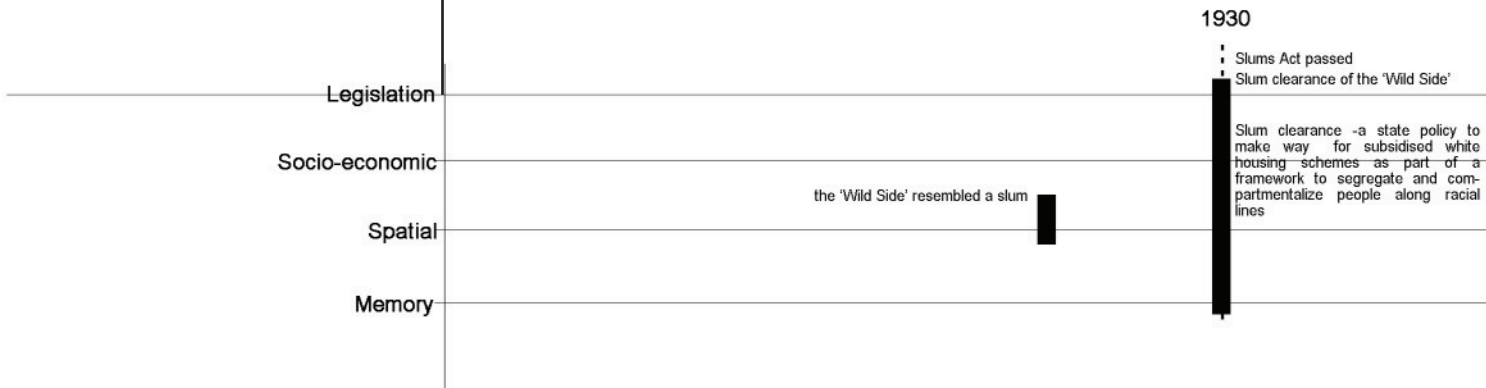 1930
Slums Act passed
Slum clearance of the ‘Wild Side’
Legislation
Slum clearance -a state policy to
make way for subsidised white
housing schemes as part of a
framework to segregate and com-
partmentalize people along racial
lines
Socio-economic
the ‘Wild Side’ resembled a slum
Spatial
Memory